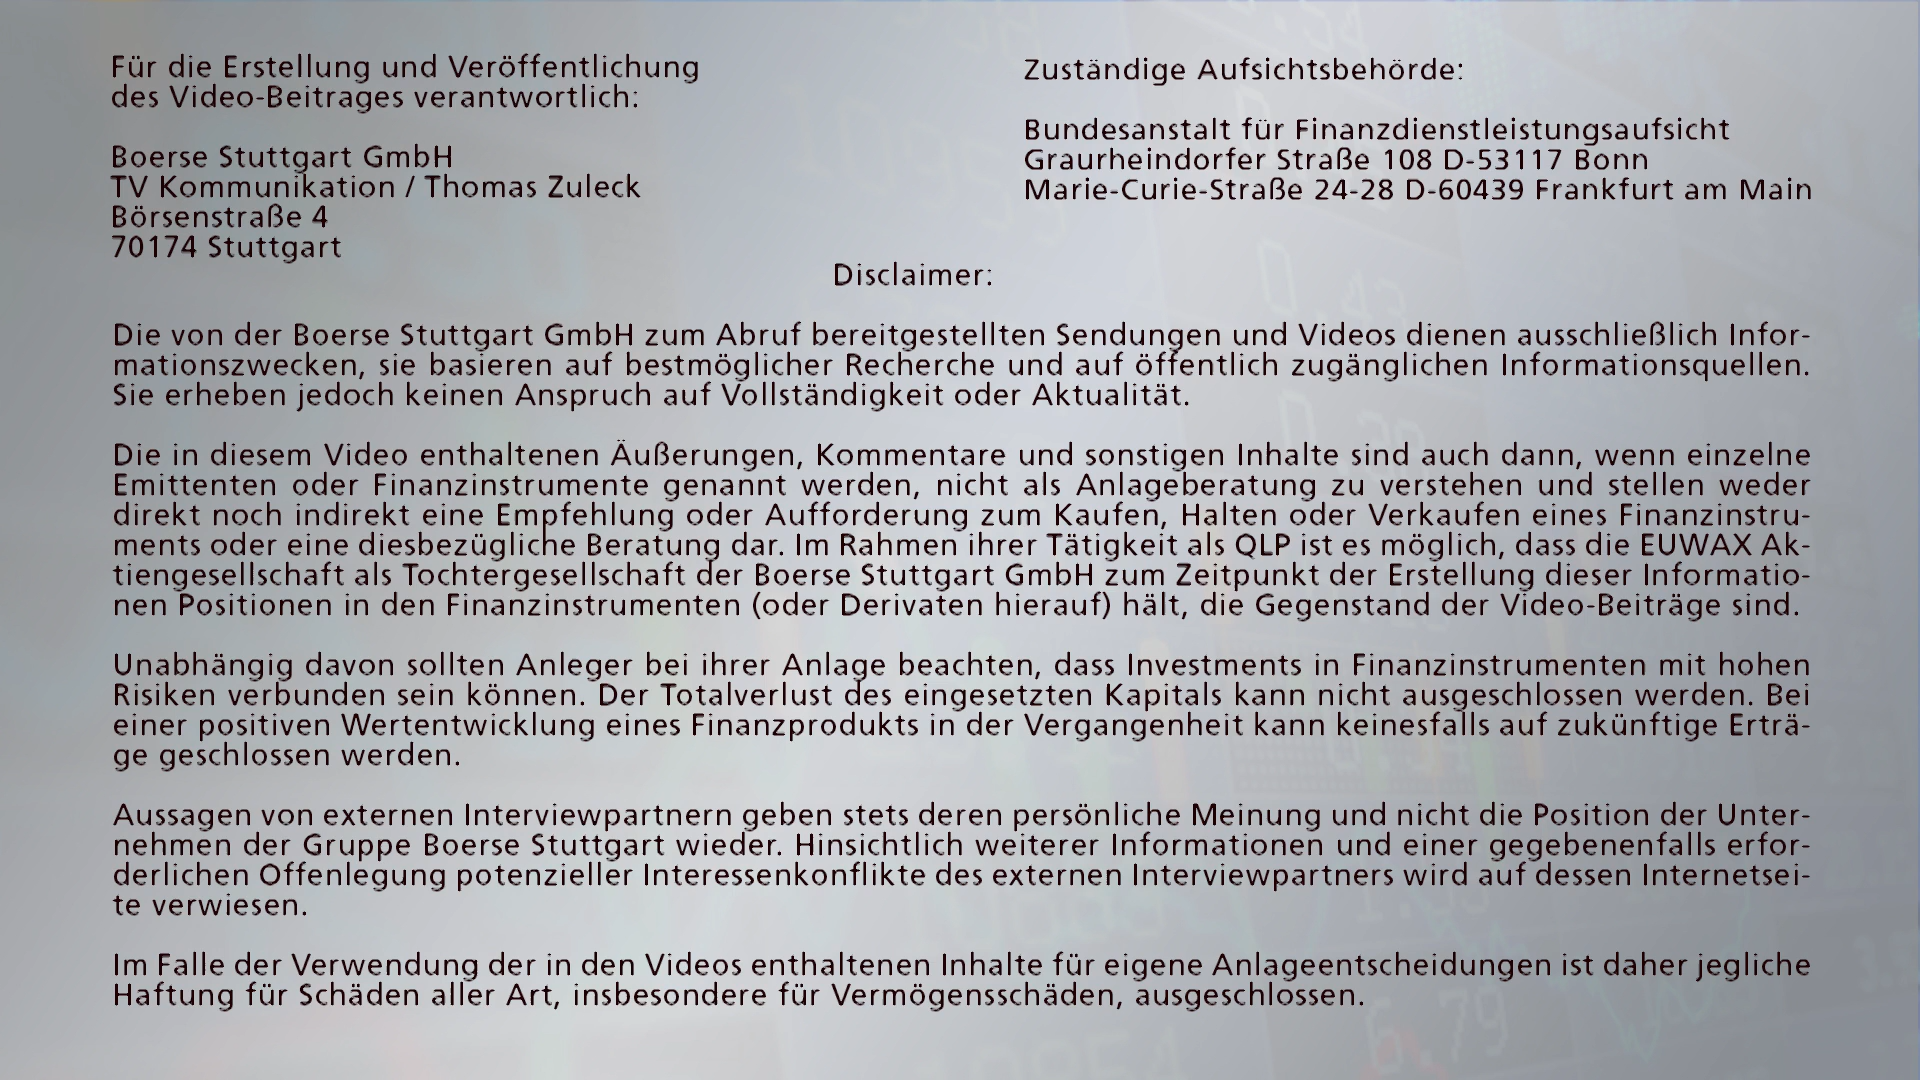 Für die Erstellung und Veröffentlichung
des Video-Beitrages verantwortlich:
Boerse Stuttgart GmbH
TV Kommunikation / Thomas Zuleck
Börsenstraße 4
70174 Stuttgart
Zuständige Aufsichtsbehörde:
Bundesanstalt für Finanzdienstleistungsaufsicht
Graurheindorfer Straße 108 D-53117 Bonn
Marie-Curie-Straße 24-28 D-60439 Frankfurt am Main
Disclaimer:
Die von der Boerse Stuttgart GmbH zum Abruf bereitgestellten Sendungen und Videos dienen ausschließlich Infor-
mationszwecken, sie basieren auf bestmöglicher Recherche und auf öffentlich zugänglichen Informationsquellen.
Sie erheben jedoch keinen Anspruch auf Vollständigkeit oder Aktualität.
Die in diesem Video enthaltenen Äußerungen, Kommentare und sonstigen Inhalte sind auch dann, wenn einzelne
Emittenten oder Finanzinstrumente genannt werden, nicht als Anlageberatung zu verstehen und stellen weder
direkt noch indirekt eine Empfehlung oder Aufforderung zum Kaufen, Halten oder Verkaufen eines Finanzinstru-
ments oder eine diesbezügliche Beratung dar. Im Rahmen ihrer Tätigkeit als QLP ist es möglich, dass die EUWAX Ak-
tiengesellschaft als Tochtergesellschaft der Boerse Stuttgart GmbH zum Zeitpunkt der Erstellung dieser Informatio-
nen Positionen in den Finanzinstrumenten (oder Derivaten hierauf) hält, die Gegenstand der Video-Beiträge sind.
Unabhängig davon sollten Anleger bei ihrer Anlage beachten, dass Investments in Finanzinstrumenten mit hohen
Risiken verbunden sein können. Der Totalverlust des eingesetzten Kapitals kann nicht ausgeschlossen werden. Bei
einer positiven Wertentwicklung eines Finanzprodukts in der Vergangenheit kann keinesfalls auf zukünftige Erträ-
ge geschlossen werden.
Aussagen von externen Interviewpartnern geben stets deren persönliche Meinung und nicht die Position der Unter-
nehmen der Gruppe Boerse Stuttgart wieder. Hinsichtlich weiterer Informationen und einer gegebenenfalls erfor-
derlichen Offenlegung potenzieller Interessenkonflikte des externen Interviewpartners wird auf dessen Internetsei-
te verwiesen.
Im Falle der Verwendung der in den Videos enthaltenen Inhalte für eigene Anlageentscheidungen ist daher jegliche
Haftung für Schäden aller Art, insbesondere für Vermögensschäden, ausgeschlossen.